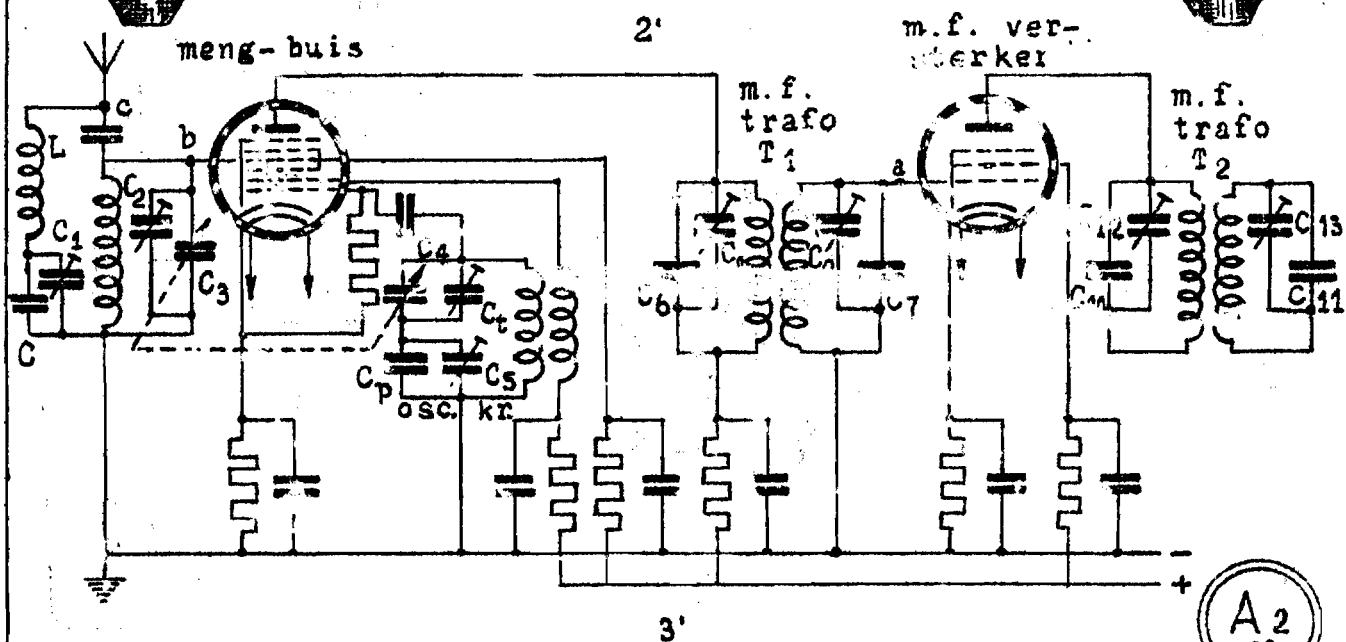 2'
meng-buis
m.f. ver-
sterker
m.f.
trafo
T1
m.f.
trafo
T2
c
b
a
L
C1
C2
C3
C4
C
Ct
Cp
C5
osc. kr.
C6
C7
C13
C11
−
+
3'
A2